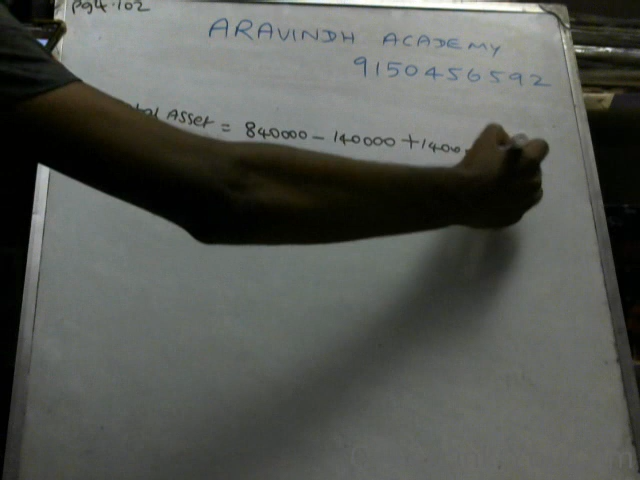 pg4.102
ARAVINDH ACADEMY
9150456592
Asset = 840000 - 140000 + 1400